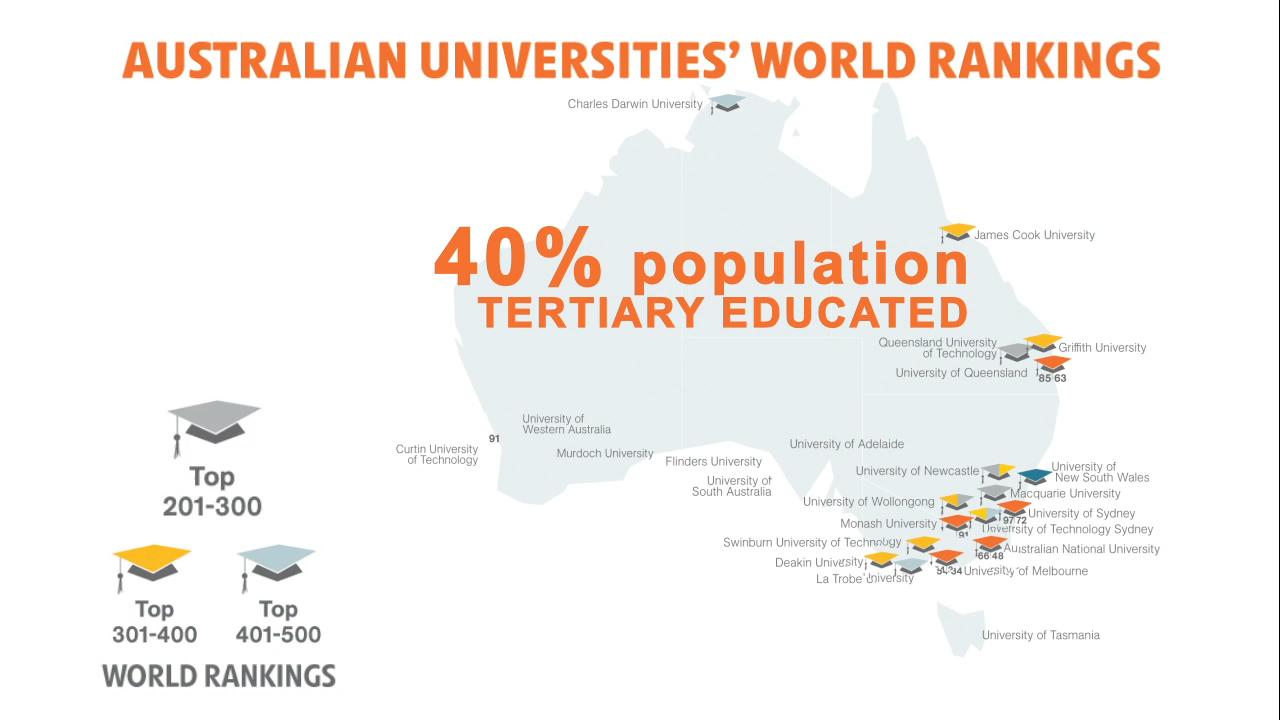 AUSTRALIAN UNIVERSITIES' WORLD RANKINGS
Charles Darwin University
James Cook University
40% population
TERTIARY EDUCATED
Queensland University
of Technology
Griffith University
University of Queensland
85 63
University of
Western Australia
91
Curtin University
of Technology
Murdoch University
Flinders University
University of
South Australia
University of Adelaide
University of Newcastle
University of
New South Wales
Macquarie University
University of Wollongong
University of Sydney
97 72
Monash University
91
University of Technology Sydney
Swinburn University of Technology
Australian National University
66 48
Deakin University
La Trobe University
34
University of Melbourne
University of Tasmania
Top
201-300
Top
301-400
Top
401-500
WORLD RANKINGS